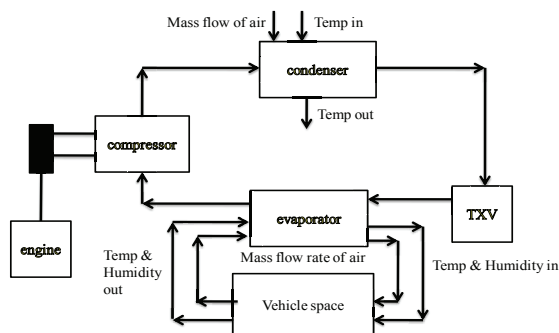 Mass flow of air
Temp in
condenser
Temp out
compressor
engine
evaporator
TXV
Temp &
Humidity
out
Mass flow rate of air
Temp & Humidity in
Vehicle space